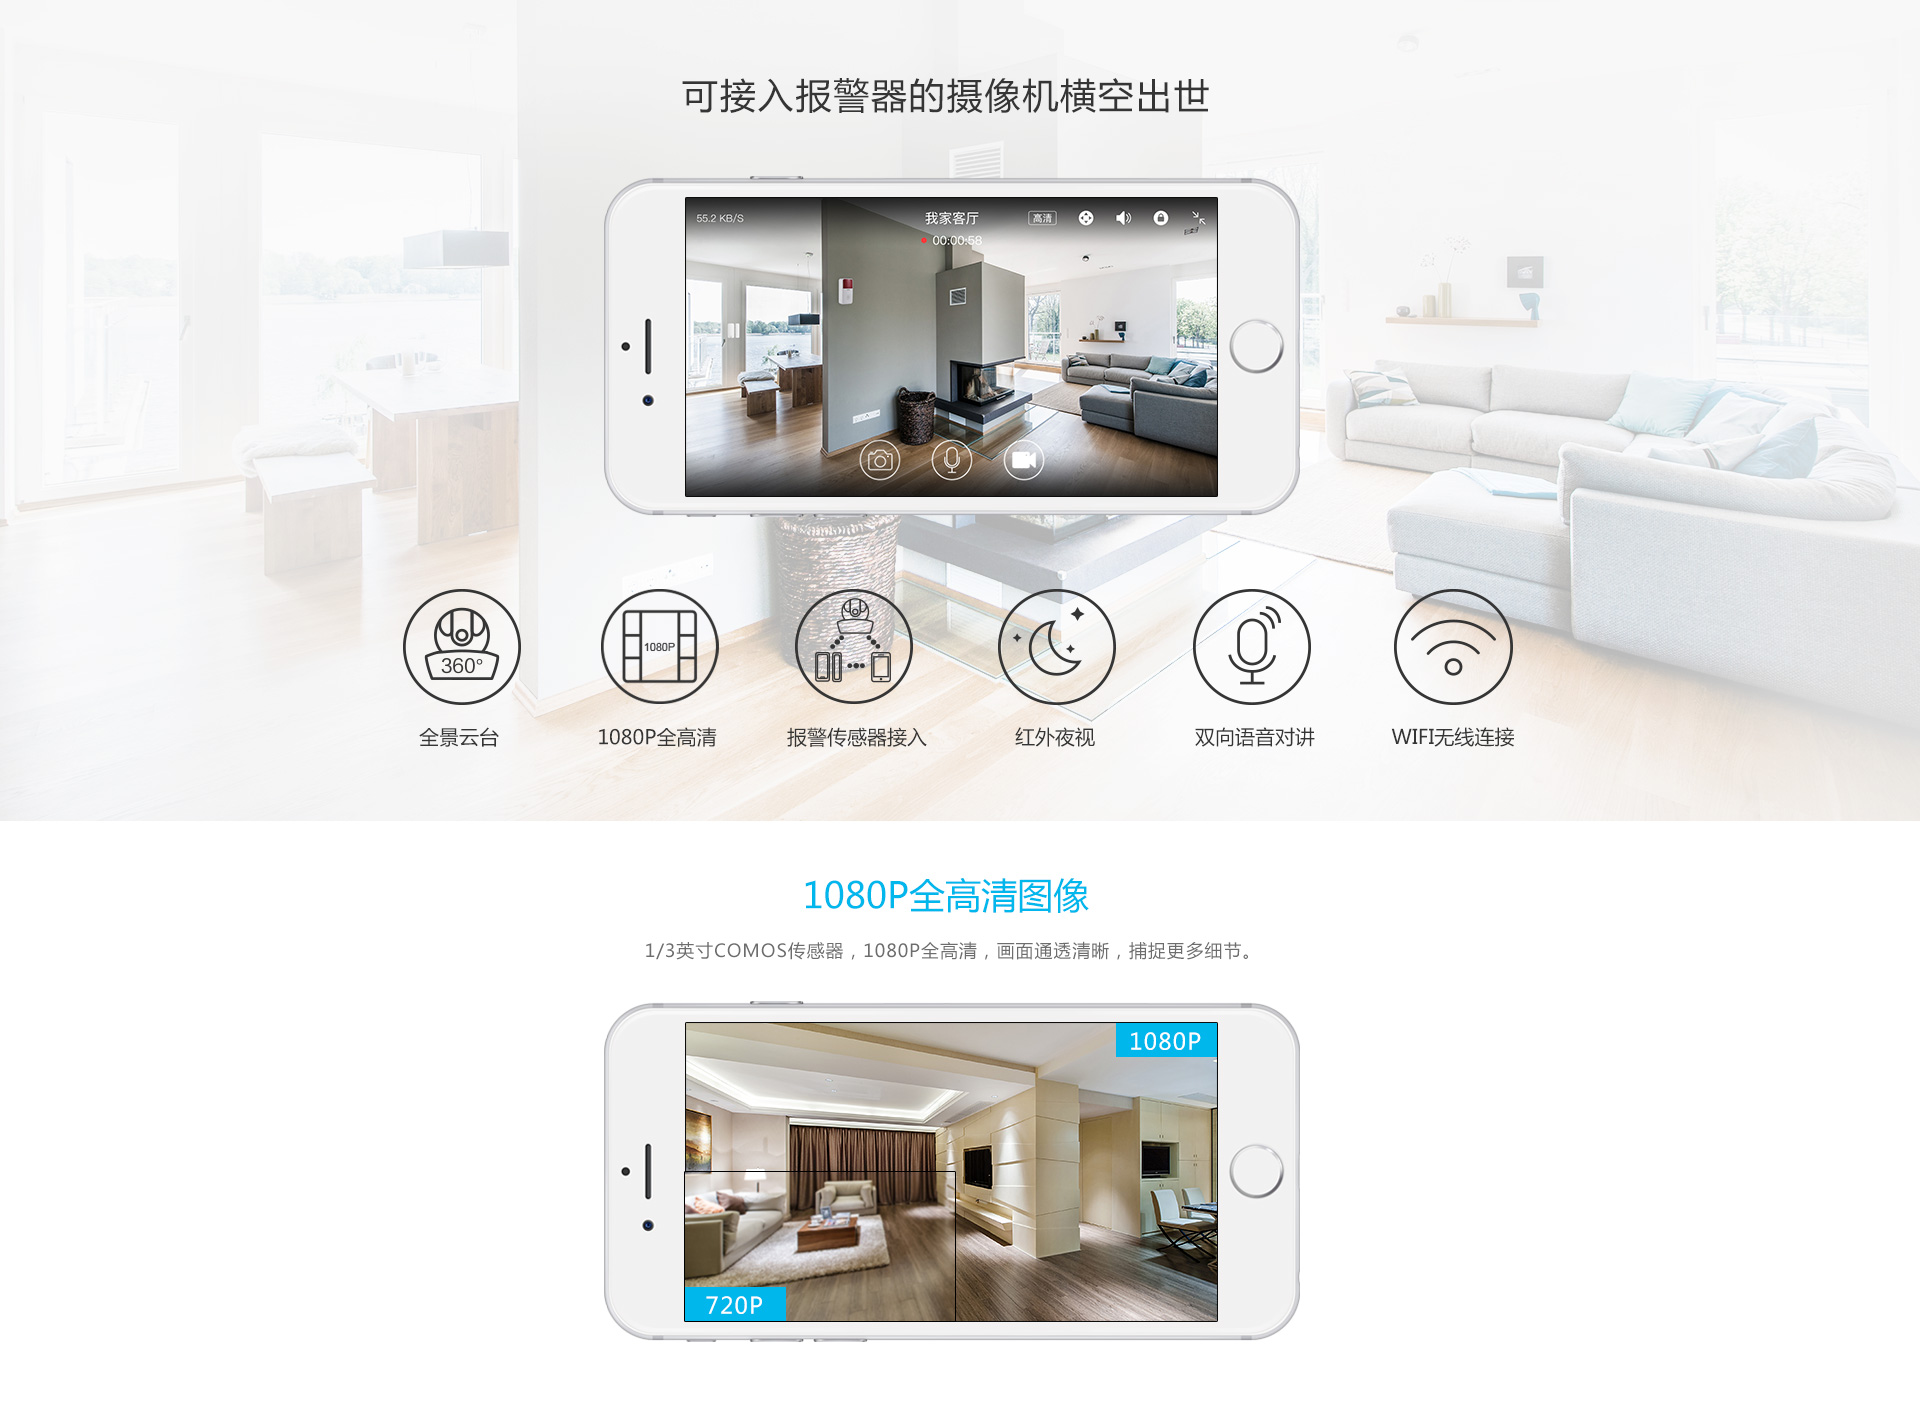 可接入报警器的摄像机横空出世
55.2 KB/S
我家客厅
高清
00:00:58
360°
1080P
全景云台
1080P全高清
报警传感器接入
红外夜视
双向语音对讲
WIFI无线连接
1080P全高清图像
1/3英寸COMOS传感器，1080P全高清，画面通透清晰，捕捉更多细节。
1080P
720P